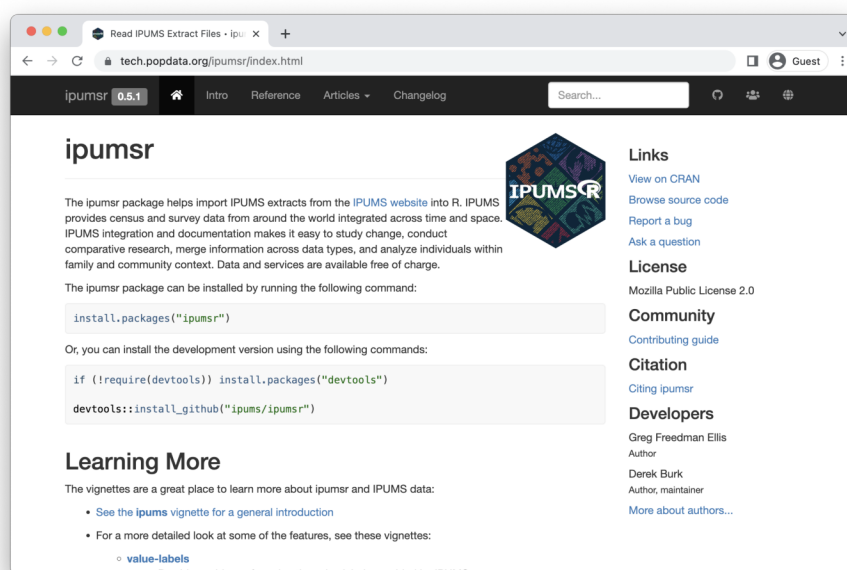 Read IPUMS Extract Files • ipu
tech.popdata.org/ipumsr/index.html
Guest
ipumsr 0.5.1 Intro Reference Articles Changelog Search...
ipumsr
The ipumsr package helps import IPUMS extracts from the IPUMS website into R. IPUMS
provides census and survey data from around the world integrated across time and space.
IPUMS integration and documentation makes it easy to study change, conduct
comparative research, merge information across data types, and analyze individuals within
family and community context. Data and services are available free of charge.
IPUMSR
The ipumsr package can be installed by running the following command:
install.packages("ipumsr")
Or, you can install the development version using the following commands:
if (!require(devtools)) install.packages("devtools")
devtools::install_github("ipums/ipumsr")
Learning More
The vignettes are a great place to learn more about ipumsr and IPUMS data:
• See the ipums vignette for a general introduction
• For a more detailed look at some of the features, see these vignettes:
value-labels
Links
View on CRAN
Browse source code
Report a bug
Ask a question
License
Mozilla Public License 2.0
Community
Contributing guide
Citation
Citing ipumsr
Developers
Greg Freedman Ellis
Author
Derek Burk
Author, maintainer
More about authors...